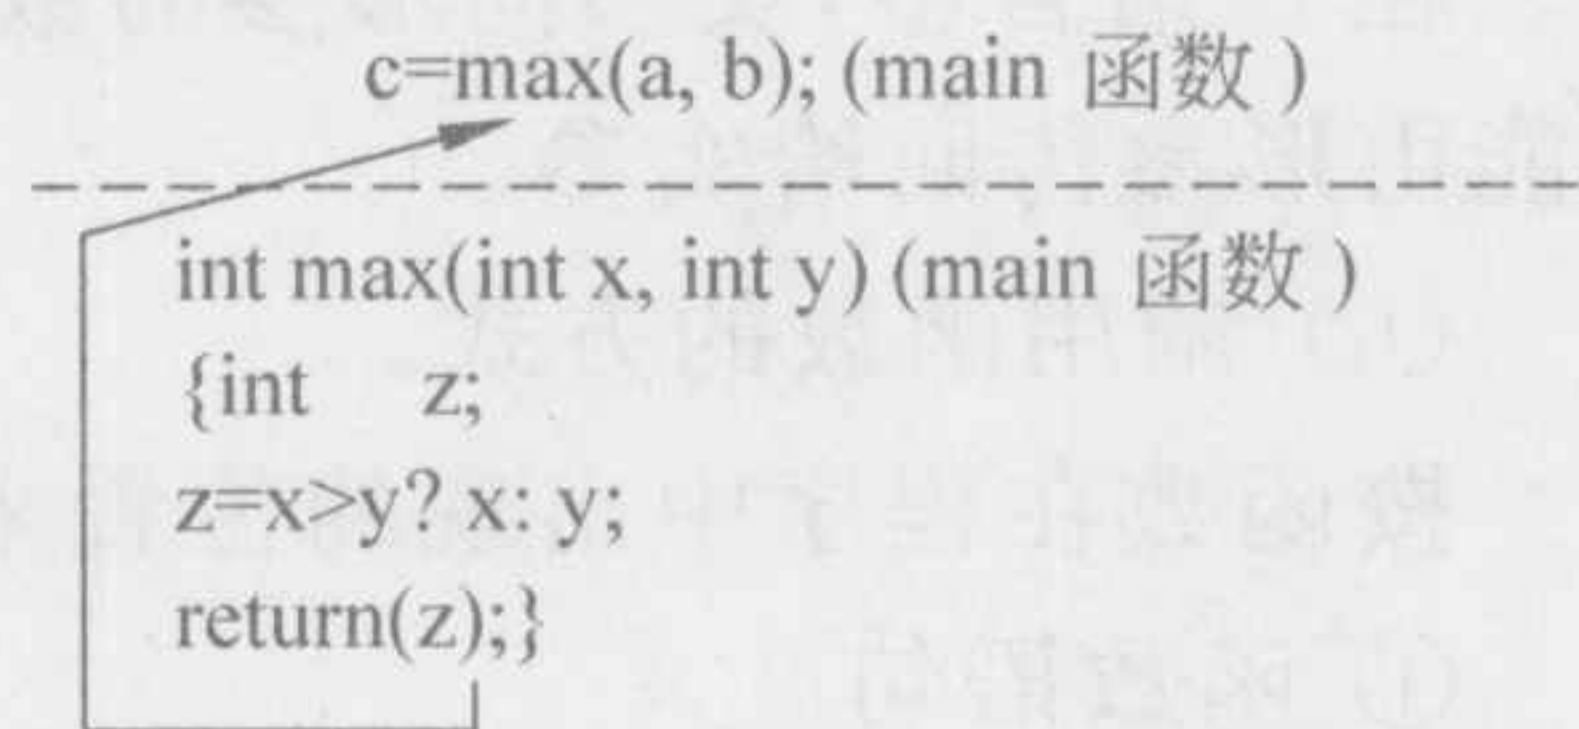 c=max(a, b); (main 函数 )
int max(int x, int y) (main 函数 )
{int z;
z=x>y? x: y;
return(z);}